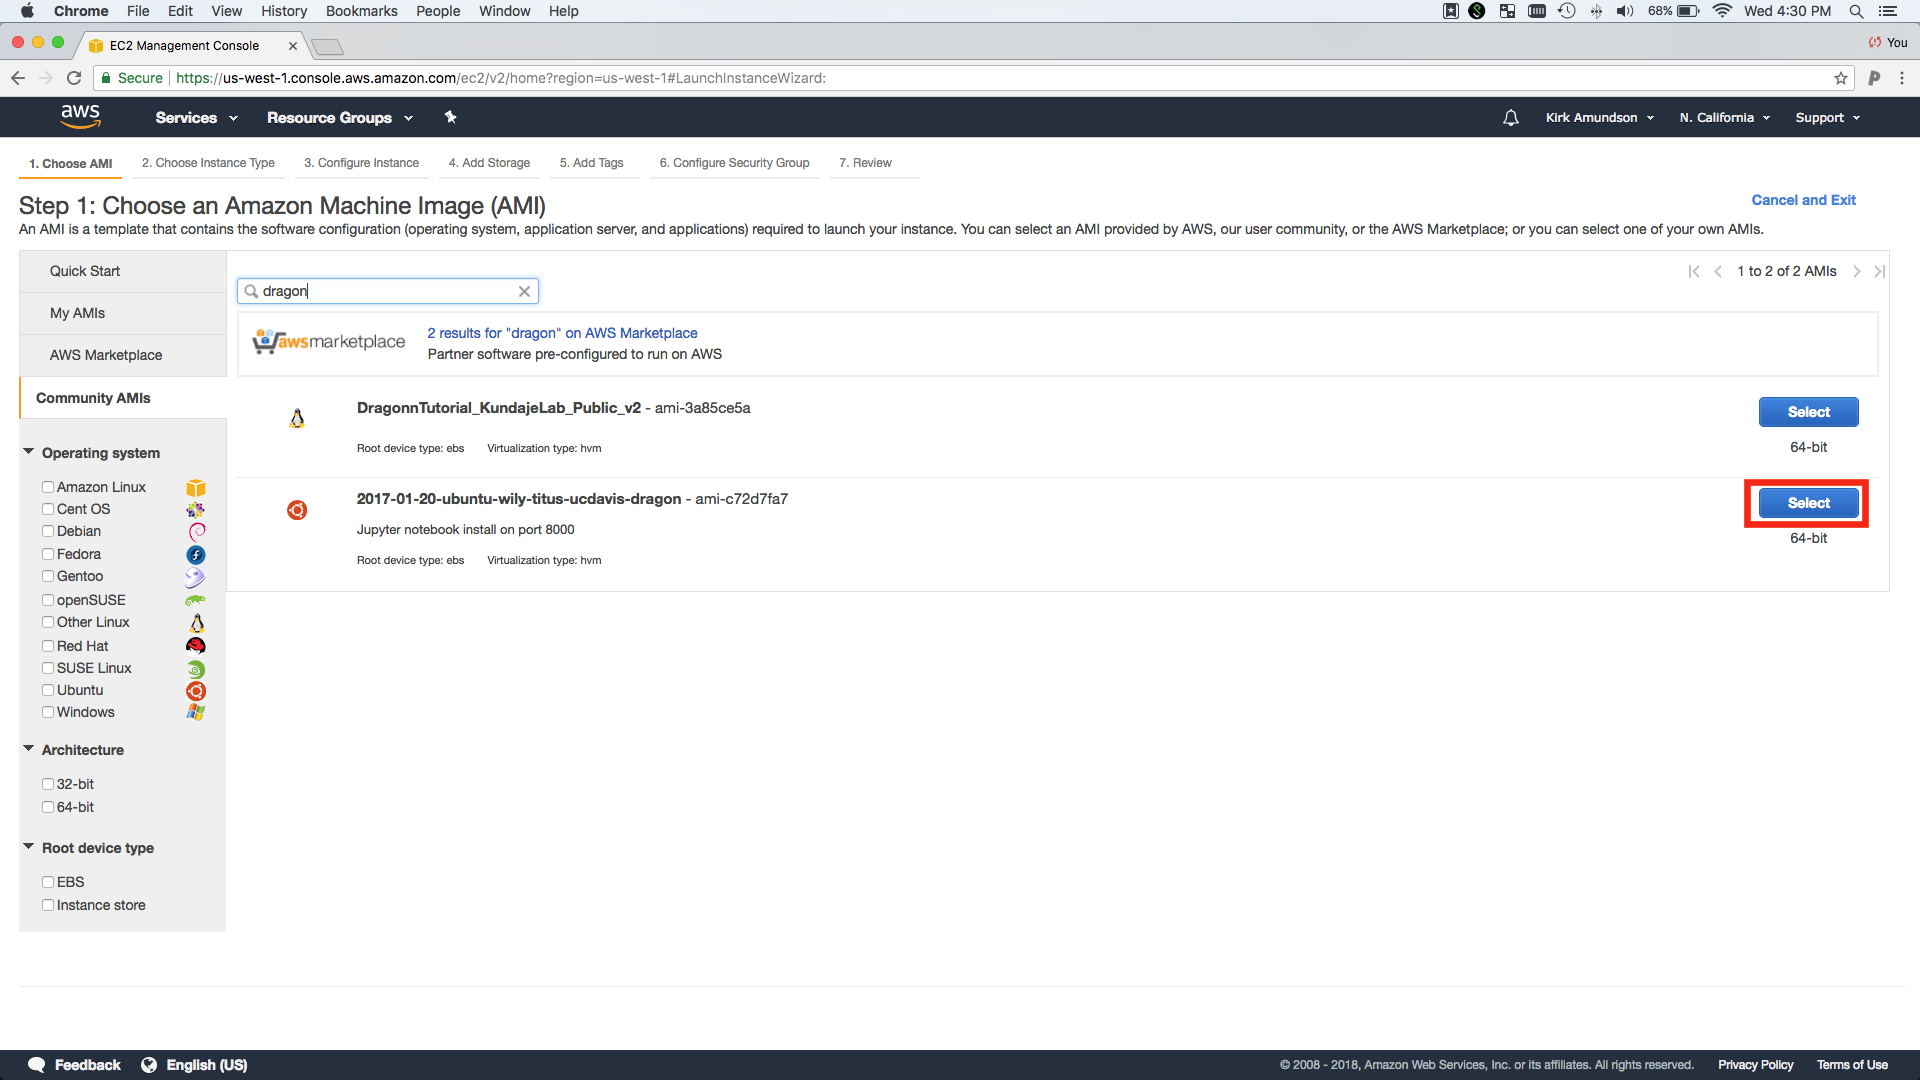 Chrome File Edit View History Bookmarks People Window Help 68% Wed 4:30 PM
EC2 Management Console You
Secure https://us-west-1.console.aws.amazon.com/ec2/v2/home?region=us-west-1#LaunchInstanceWizard:
aws Services Resource Groups Kirk Amundson N. California Support
1. Choose AMI 2. Choose Instance Type 3. Configure Instance 4. Add Storage 5. Add Tags 6. Configure Security Group 7. Review
Step 1: Choose an Amazon Machine Image (AMI)
Cancel and Exit
An AMI is a template that contains the software configuration (operating system, application server, and applications) required to launch your instance. You can select an AMI provided by AWS, our user community, or the AWS Marketplace; or you can select one of your own AMIs.
Quick Start
My AMIs
AWS Marketplace
Community AMIs
Operating system
Amazon Linux
Cent OS
Debian
Fedora
Gentoo
openSUSE
Other Linux
Red Hat
SUSE Linux
Ubuntu
Windows
Architecture
32-bit
64-bit
Root device type
EBS
Instance store
dragon
1 to 2 of 2 AMIs
awsmarketplace
2 results for "dragon" on AWS Marketplace
Partner software pre-configured to run on AWS
DragonnTutorial_KundajeLab_Public_v2 - ami-3a85ce5a
Select
Root device type: ebs Virtualization type: hvm
64-bit
2017-01-20-ubuntu-wily-titus-ucdavis-dragon - ami-c72d7fa7
Select
Jupyter notebook install on port 8000
64-bit
Root device type: ebs Virtualization type: hvm
Feedback English (US) © 2008 - 2018, Amazon Web Services, Inc. or its affiliates. All rights reserved. Privacy Policy Terms of Use